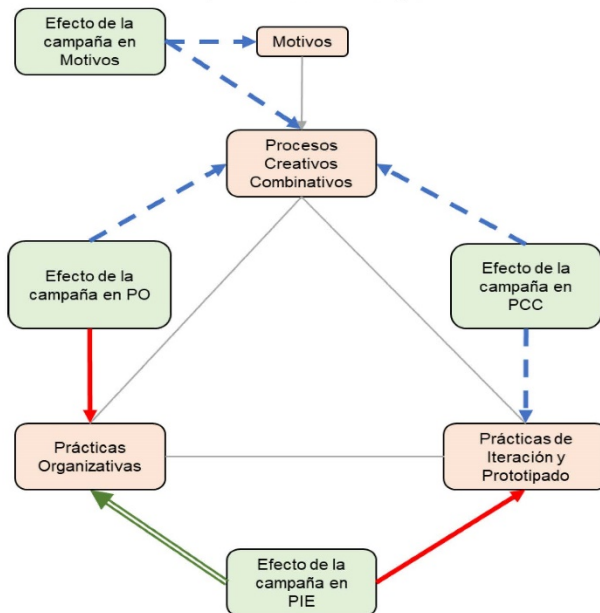 Efecto de la
campaña en
Motivos
Motivos
Procesos
Creativos
Combinativos
Efecto de la
campaña en PO
Efecto de la
campaña en
PCC
Prácticas
Organizativas
Prácticas de
Iteración y
Prototipado
Efecto de la
campaña en
PIE